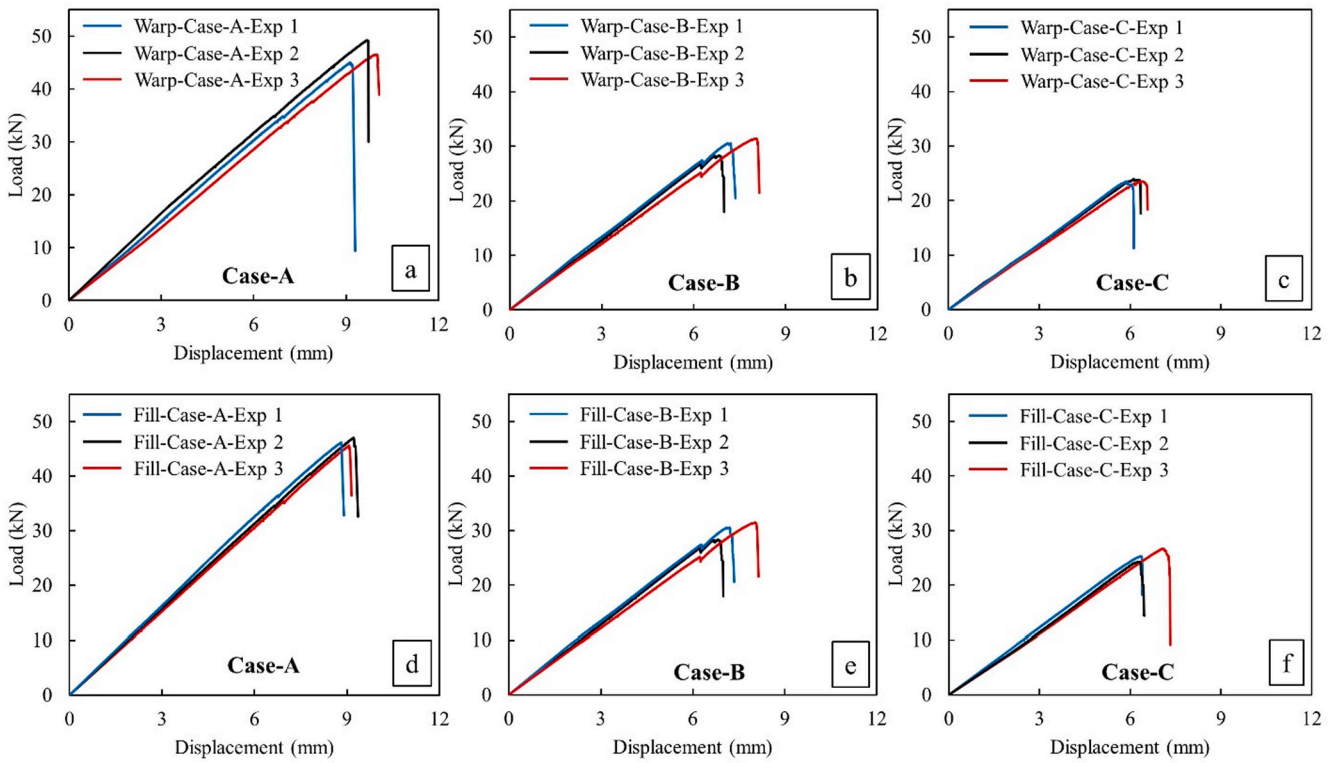 50
40
30
20
10
0
Load (kN)
Warp-Case-A-Exp 1
Warp-Case-A-Exp 2
Warp-Case-A-Exp 3
Case-A
a
0 3 6 9 12
Displacement (mm)
50
40
30
20
10
0
Load (kN)
Warp-Case-B-Exp 1
Warp-Case-B-Exp 2
Warp-Case-B-Exp 3
Case-B
b
0 3 6 9 12
Displacement (mm)
50
40
30
20
10
0
Load (kN)
Warp-Case-C-Exp 1
Warp-Case-C-Exp 2
Warp-Case-C-Exp 3
Case-C
c
0 3 6 9 12
Displacement (mm)
50
40
30
20
10
0
Load (kN)
Fill-Case-A-Exp 1
Fill-Case-A-Exp 2
Fill-Case-A-Exp 3
Case-A
d
0 3 6 9 12
Displacement (mm)
50
40
30
20
10
0
Load (kN)
Fill-Case-B-Exp 1
Fill-Case-B-Exp 2
Fill-Case-B-Exp 3
Case-B
e
0 3 6 9 12
Displacement (mm)
50
40
30
20
10
0
Load (kN)
Fill-Case-C-Exp 1
Fill-Case-C-Exp 2
Fill-Case-C-Exp 3
Case-C
f
0 3 6 9 12
Displacement (mm)